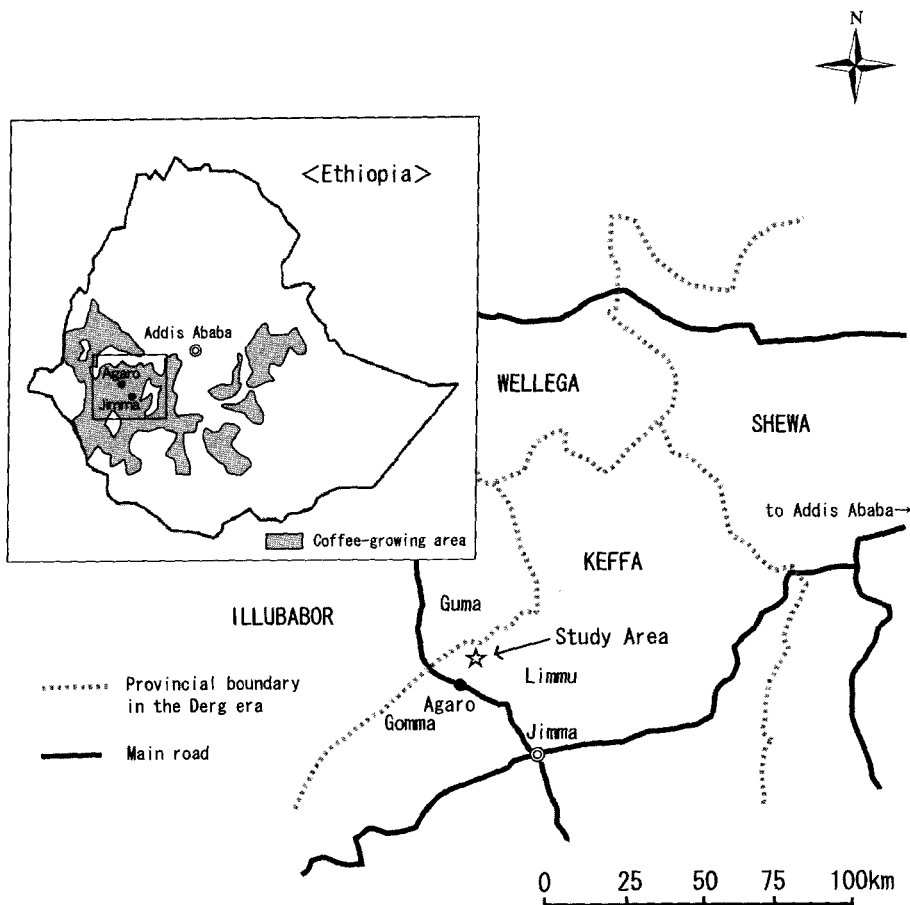 N
<Ethiopia>
Addis Ababa
Agaro
Jimma
Coffee-growing area
WELLEGA
SHEWA
to Addis Ababa→
KEFFA
Guma
ILLUBABOR
Study Area
Limmu
Provincial boundary
in the Derg era
Agaro
Gomma
Jimma
Main road
0 25 50 75 100km